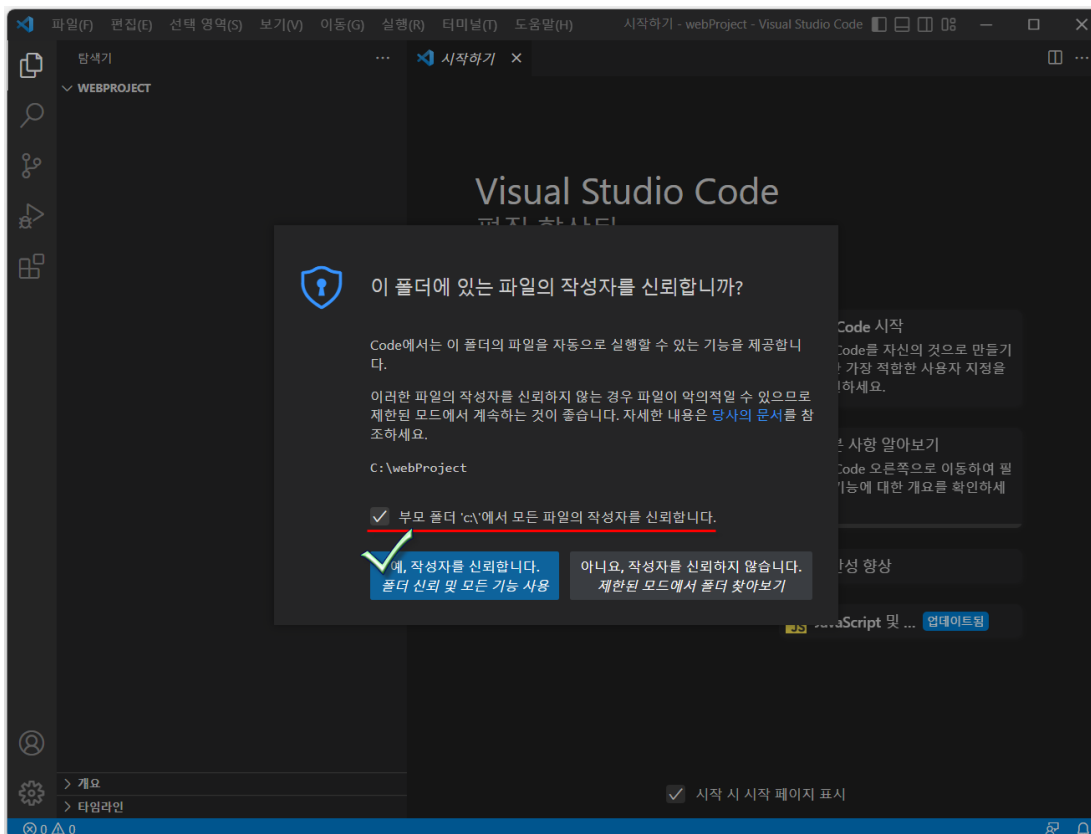 파일(F) 편집(E) 선택 영역(S) 보기(V) 이동(G) 실행(R) 터미널(T) 도움말(H) 시작하기 - webProject - Visual Studio Code
탐색기
시작하기
WEBPROJECT
Visual Studio Code
편집 향상됨
이 폴더에 있는 파일의 작성자를 신뢰합니까?
Code에서는 이 폴더의 파일을 자동으로 실행할 수 있는 기능을 제공합니
다.
이러한 파일의 작성자를 신뢰하지 않는 경우 파일이 악의적일 수 있으므로
제한된 모드에서 계속하는 것이 좋습니다. 자세한 내용은 당사의 문서를 참
조하세요.
C:\webProject
부모 폴더 'c:\'에서 모든 파일의 작성자를 신뢰합니다.
예, 작성자를 신뢰합니다.
폴더 신뢰 및 모든 기능 사용
아니요, 작성자를 신뢰하지 않습니다.
제한된 모드에서 폴더 찾아보기
Code 시작
Code를 자신의 것으로 만들기
가장 적합한 사용자 지정을
하세요.
사항 알아보기
Code 오른쪽으로 이동하여 필
기능에 대한 개요를 확인하세
향상
JS JavaScript 및 ... 업데이트됨
개요
타임라인
시작 시 시작 페이지 표시
0 0